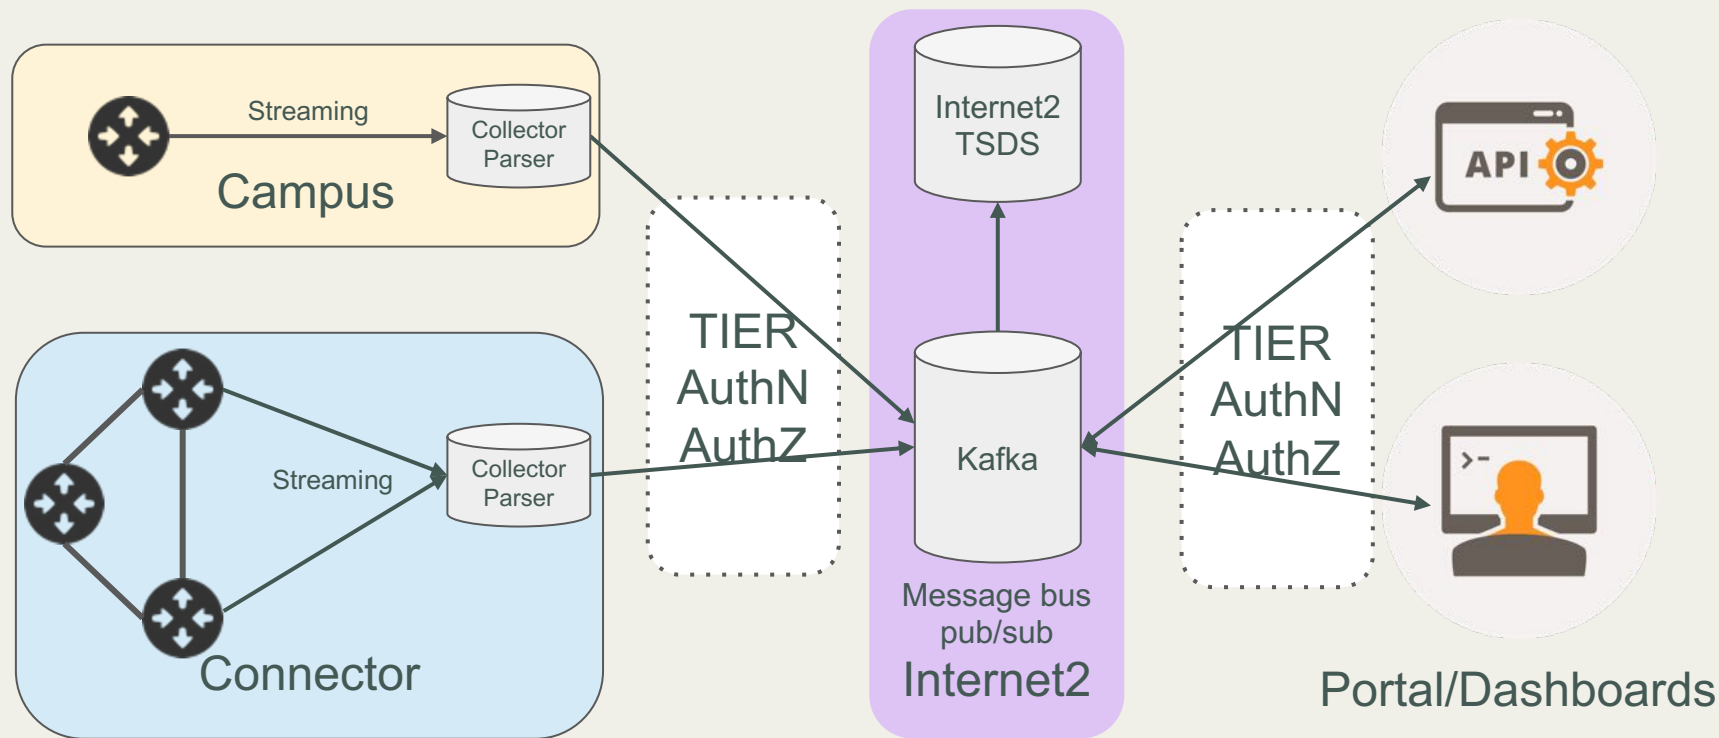 Streaming
Collector
Parser
Campus
Streaming
Collector
Parser
Connector
TIER
AuthN
AuthZ
Internet2
TSDS
Kafka
Message bus
pub/sub
Internet2
TIER
AuthN
AuthZ
API
>-
Portal/Dashboards